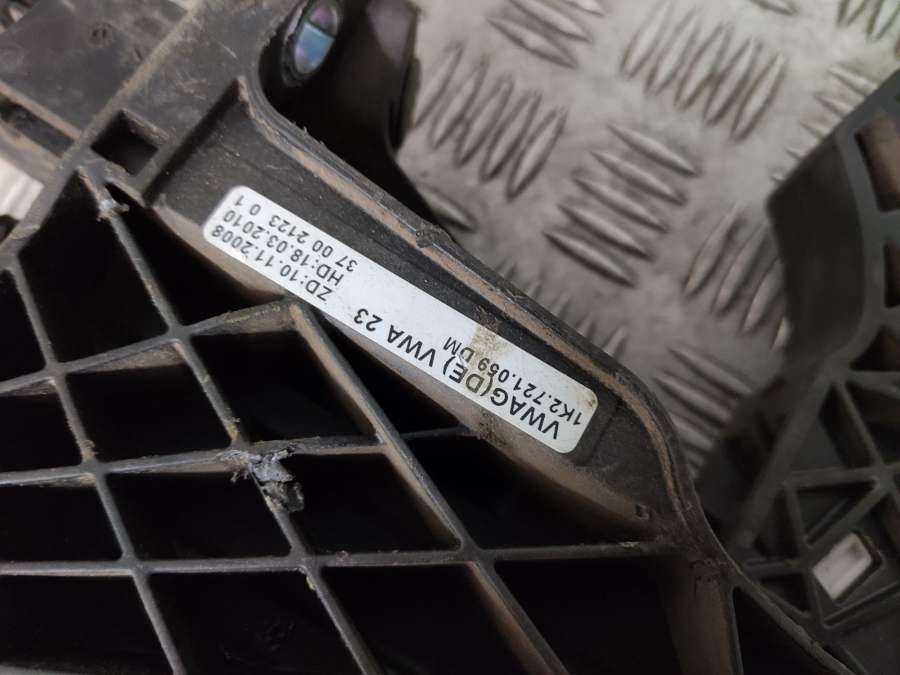 VWAG(DE) VWA 23
1K2.721.059 DM
ZD:10.11.2008
HD:18.03.2010
37 00 2123 0 1